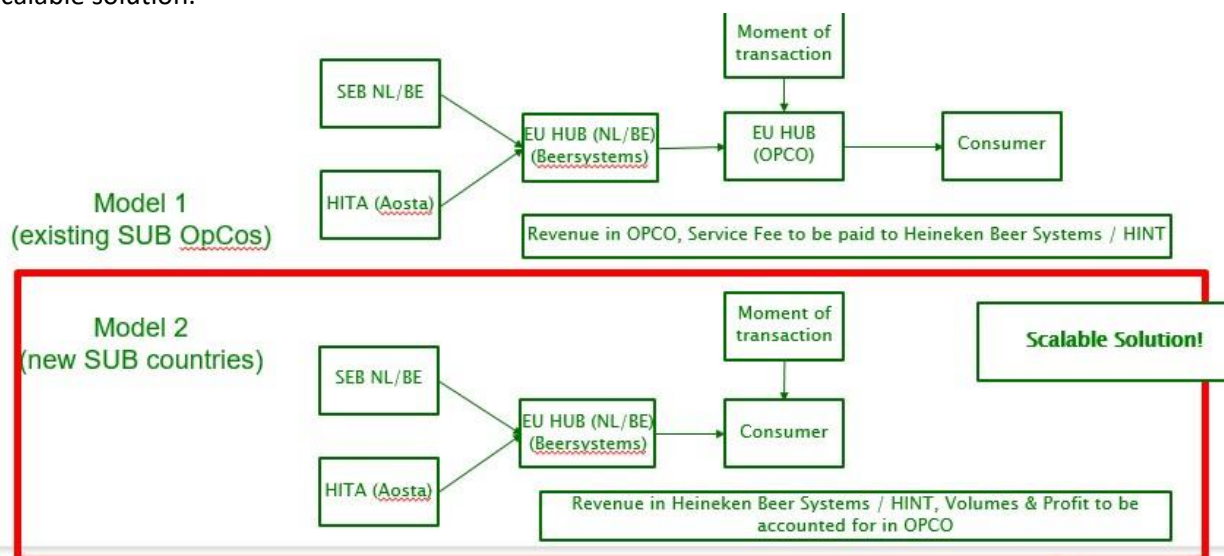 scalable solution.
Moment of
transaction
SEB NL/BE
EU HUB (NL/BE)
(Beersystems)
EU HUB
(OPCO)
Consumer
HITA (Aosta)
Model 1
(existing SUB OpCos)
Revenue in OPCO, Service Fee to be paid to Heineken Beer Systems / HINT
Model 2
(new SUB countries)
Moment of
transaction
Scalable Solution!
SEB NL/BE
EU HUB (NL/BE)
(Beersystems)
Consumer
HITA (Aosta)
Revenue in Heineken Beer Systems / HINT, Volumes & Profit to be
accounted for in OPCO